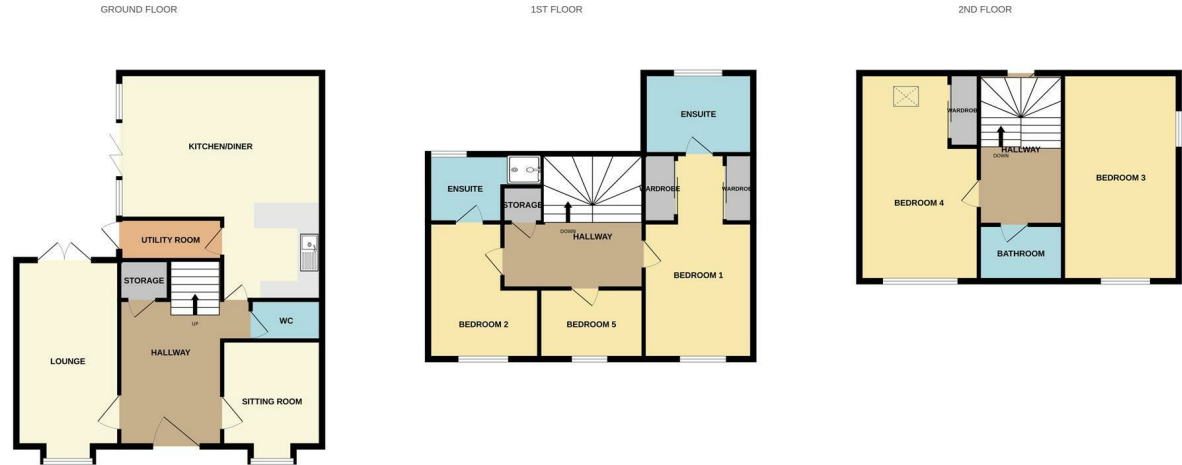 GROUND FLOOR
KITCHEN/DINER
UTILITY ROOM
STORAGE
UP
WC
HALLWAY
LOUNGE
SITTING ROOM
1ST FLOOR
ENSUITE
ENSUITE
WARDROBE
WARDROBE
STORAGE
DOWN
HALLWAY
BEDROOM 1
BEDROOM 2
BEDROOM 5
2ND FLOOR
WARDROBE
HALLWAY
DOWN
BEDROOM 3
BEDROOM 4
BATHROOM